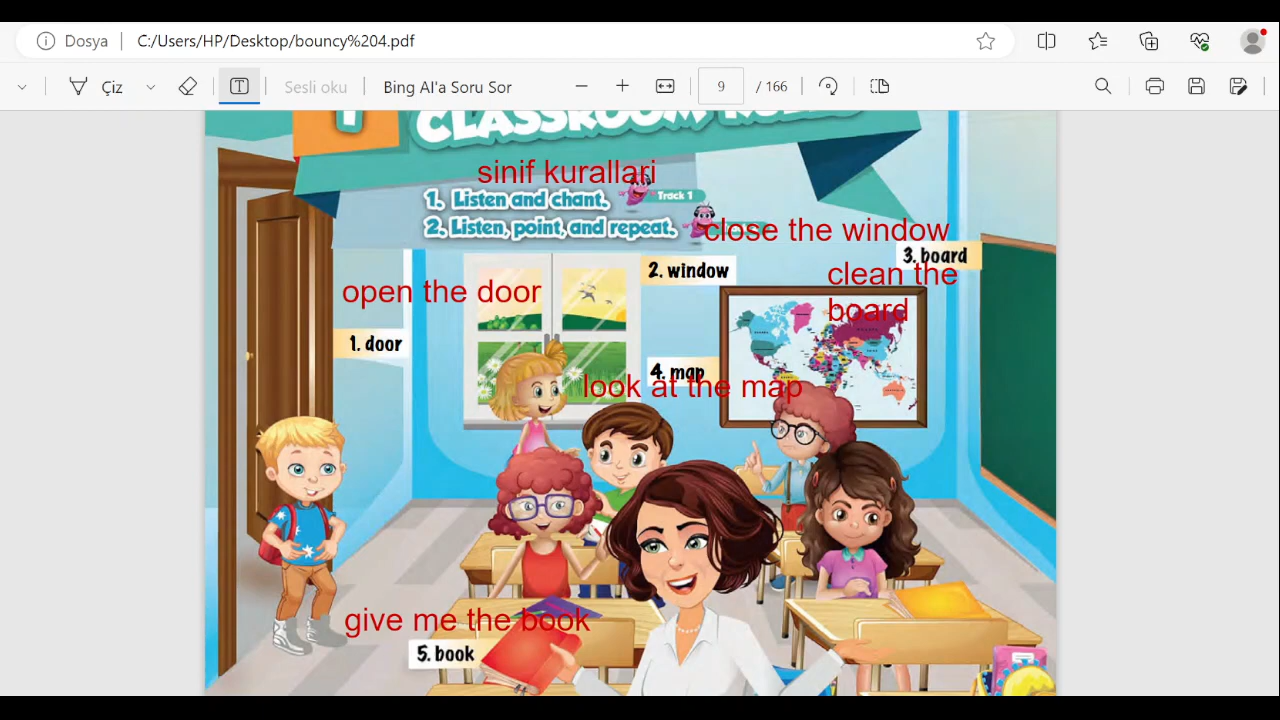 Dosya
C:/Users/HP/Desktop/bouncy%204.pdf
Çiz
Sesli oku
Bing AI'a Soru Sor
9
/ 166
1
CLASSROOM
sinif kurallari
1. Listen and chant.
Track 1
2. Listen, point, and repeat.
close the window
3. board
2. window
clean the
board
open the door
1. door
4. map
look at the map
give me the book
5. book